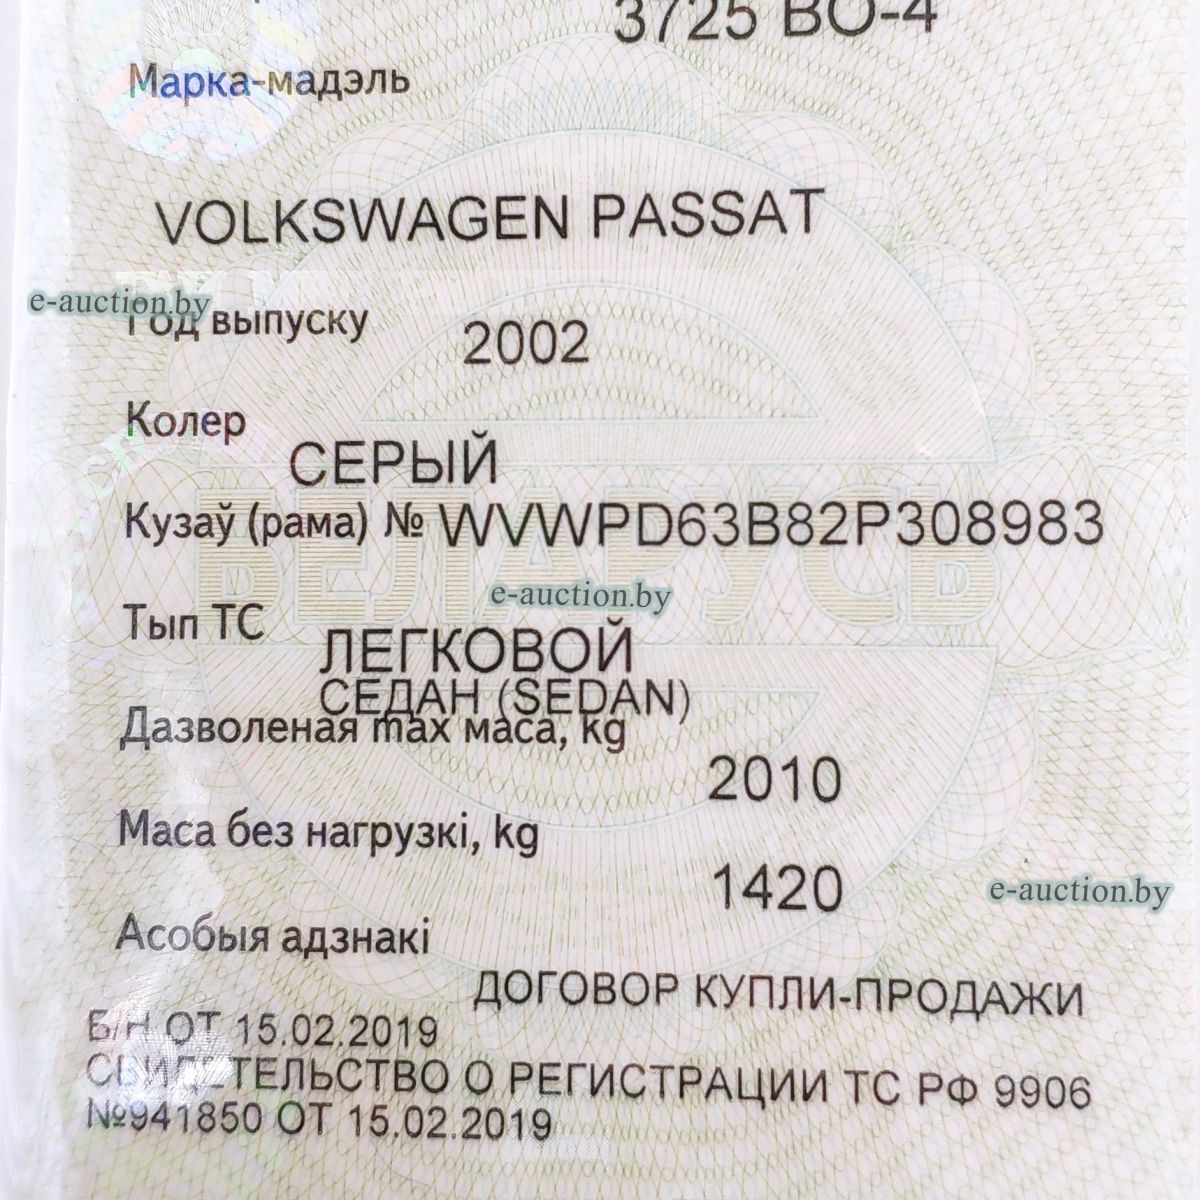 3725 ВО-4
Марка-мадэль
VOLKSWAGEN PASSAT
e-auction.by
Год выпуску 2002
Колер
СЕРЫЙ
БЕЛАРУСЬ
Кузаў (рама) № WVWPD63B82P308983
e-auction.by
Тып ТС
ЛЕГКОВОЙ
СЕДАН (SEDAN)
Дазволеная max маса, kg
2010
Маса без нагрузкі, kg
1420
e-auction.by
Асобыя адзнакі
ДОГОВОР КУПЛИ-ПРОДАЖИ
Б/Н ОТ 15.02.2019
СВИДЕТЕЛЬСТВО О РЕГИСТРАЦИИ ТС РФ 9906
№941850 ОТ 15.02.2019